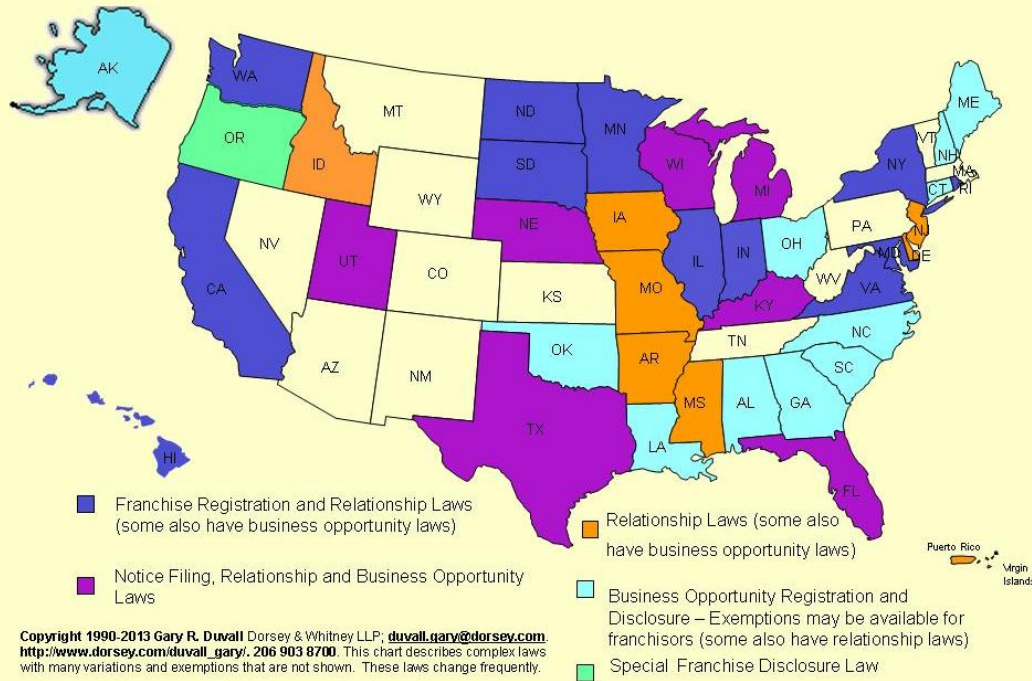 AK
WA
MT
ND
MN
ME
VT
NH
OR
ID
SD
WI
MI
NY
MA
CT
RI
WY
NE
IA
PA
NJ
NV
UT
CO
IL
IN
OH
MD
DE
CA
KS
MO
WV
VA
KY
AZ
NM
OK
AR
TN
NC
SC
TX
LA
MS
AL
GA
FL
HI
Franchise Registration and Relationship Laws
(some also have business opportunity laws)
Notice Filing, Relationship and Business Opportunity
Laws
Relationship Laws (some also
have business opportunity laws)
Puerto Rico
Virgin
Islands
Business Opportunity Registration and
Disclosure – Exemptions may be available for
franchisors (some also have relationship laws)
Special Franchise Disclosure Law
Copyright 1990-2013 Gary R. Duvall Dorsey & Whitney LLP; duvall.gary@dorsey.com.
http://www.dorsey.com/duvall_gary/. 206 903 8700. This chart describes complex laws
with many variations and exemptions that are not shown. These laws change frequently.